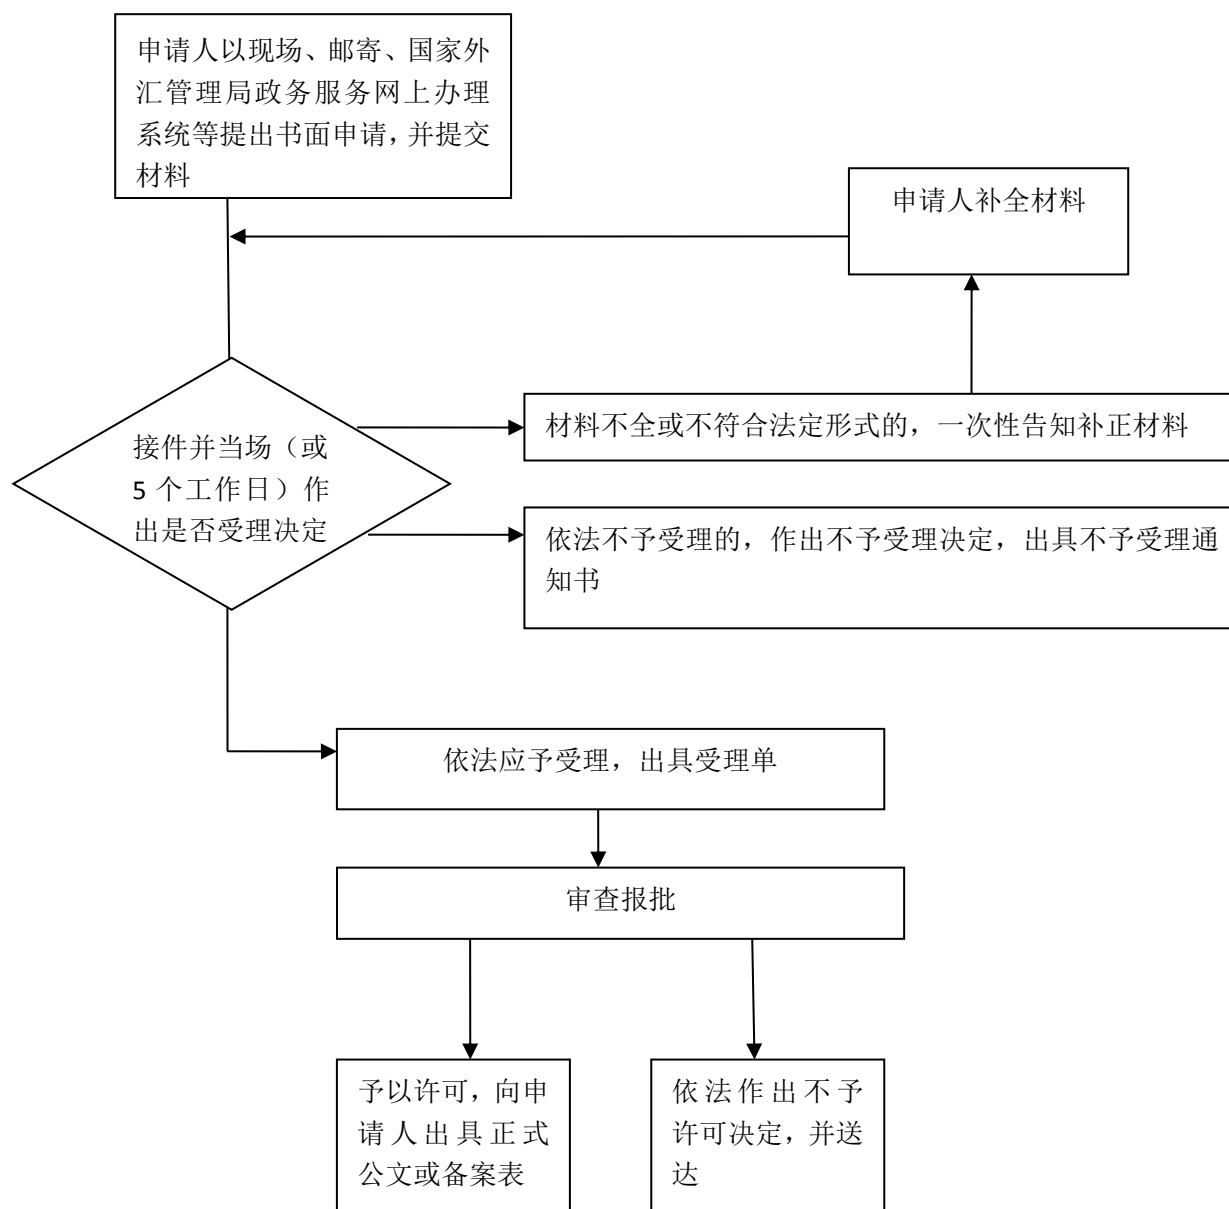 申请人以现场、邮寄、国家外
汇管理局政务服务网上办理
系统等提出书面申请，并提交
材料
申请人补全材料
材料不全或不符合法定形式的，一次性告知补正材料
接件并当场（或
5 个工作日）作
出是否受理决定
依法不予受理的，作出不予受理决定，出具不予受理通
知书
依法应予受理，出具受理单
审查报批
予以许可，向申
请人出具正式
公文或备案表
依法作出不予
许可决定，并送
达